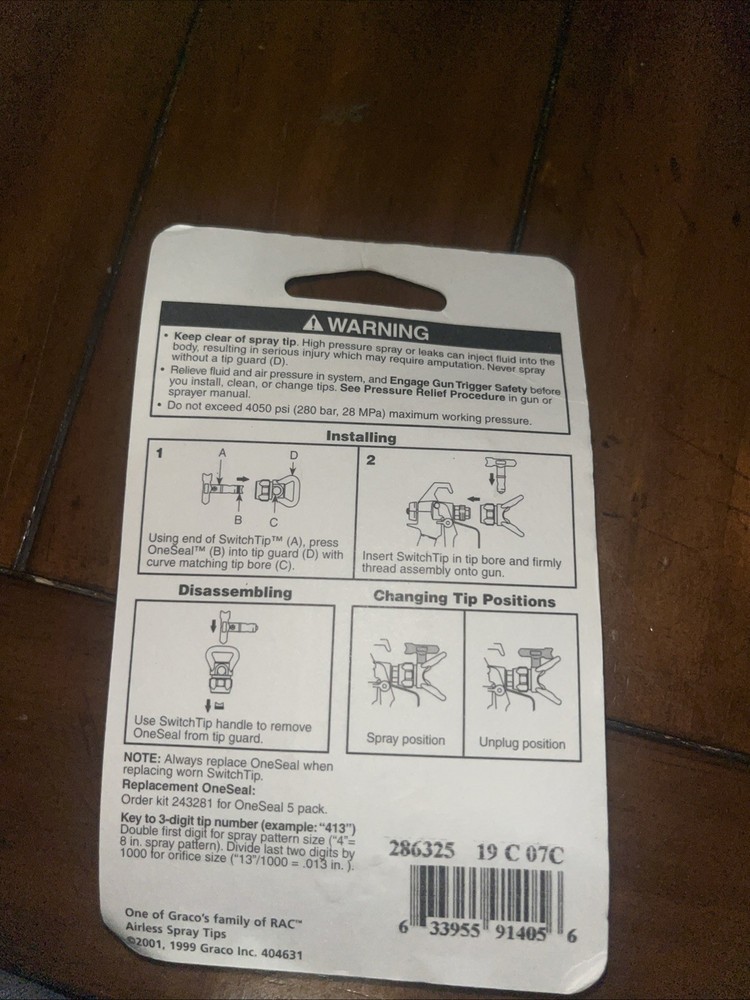 WARNING
• Keep clear of spray tip. High pressure spray or leaks can inject fluid into the
body, resulting in serious injury which may require amputation. Never spray
without a tip guard (D).
• Relieve fluid and air pressure in system, and Engage Gun Trigger Safety before
you install, clean, or change tips. See Pressure Relief Procedure in gun or
sprayer manual.
• Do not exceed 4050 psi (280 bar, 28 MPa) maximum working pressure.
Installing
1
A
D
B
C
Using end of SwitchTip™ (A), press
OneSeal™ (B) into tip guard (D) with
curve matching tip bore (C).
2
Insert SwitchTip in tip bore and firmly
thread assembly onto gun.
Disassembling
Use SwitchTip handle to remove
OneSeal from tip guard.
Changing Tip Positions
Spray position
Unplug position
NOTE: Always replace OneSeal when
replacing worn SwitchTip.
Replacement OneSeal:
Order kit 243281 for OneSeal 5 pack.
Key to 3-digit tip number (example: “413”)
Double first digit for spray pattern size (“4”=
8 in. spray pattern). Divide last two digits by
1000 for orifice size (“13”/1000 = .013 in. ).
286325 19 C 07C
6 33955 91405 6
One of Graco's family of RAC™
Airless Spray Tips
©2001, 1999 Graco Inc. 404631